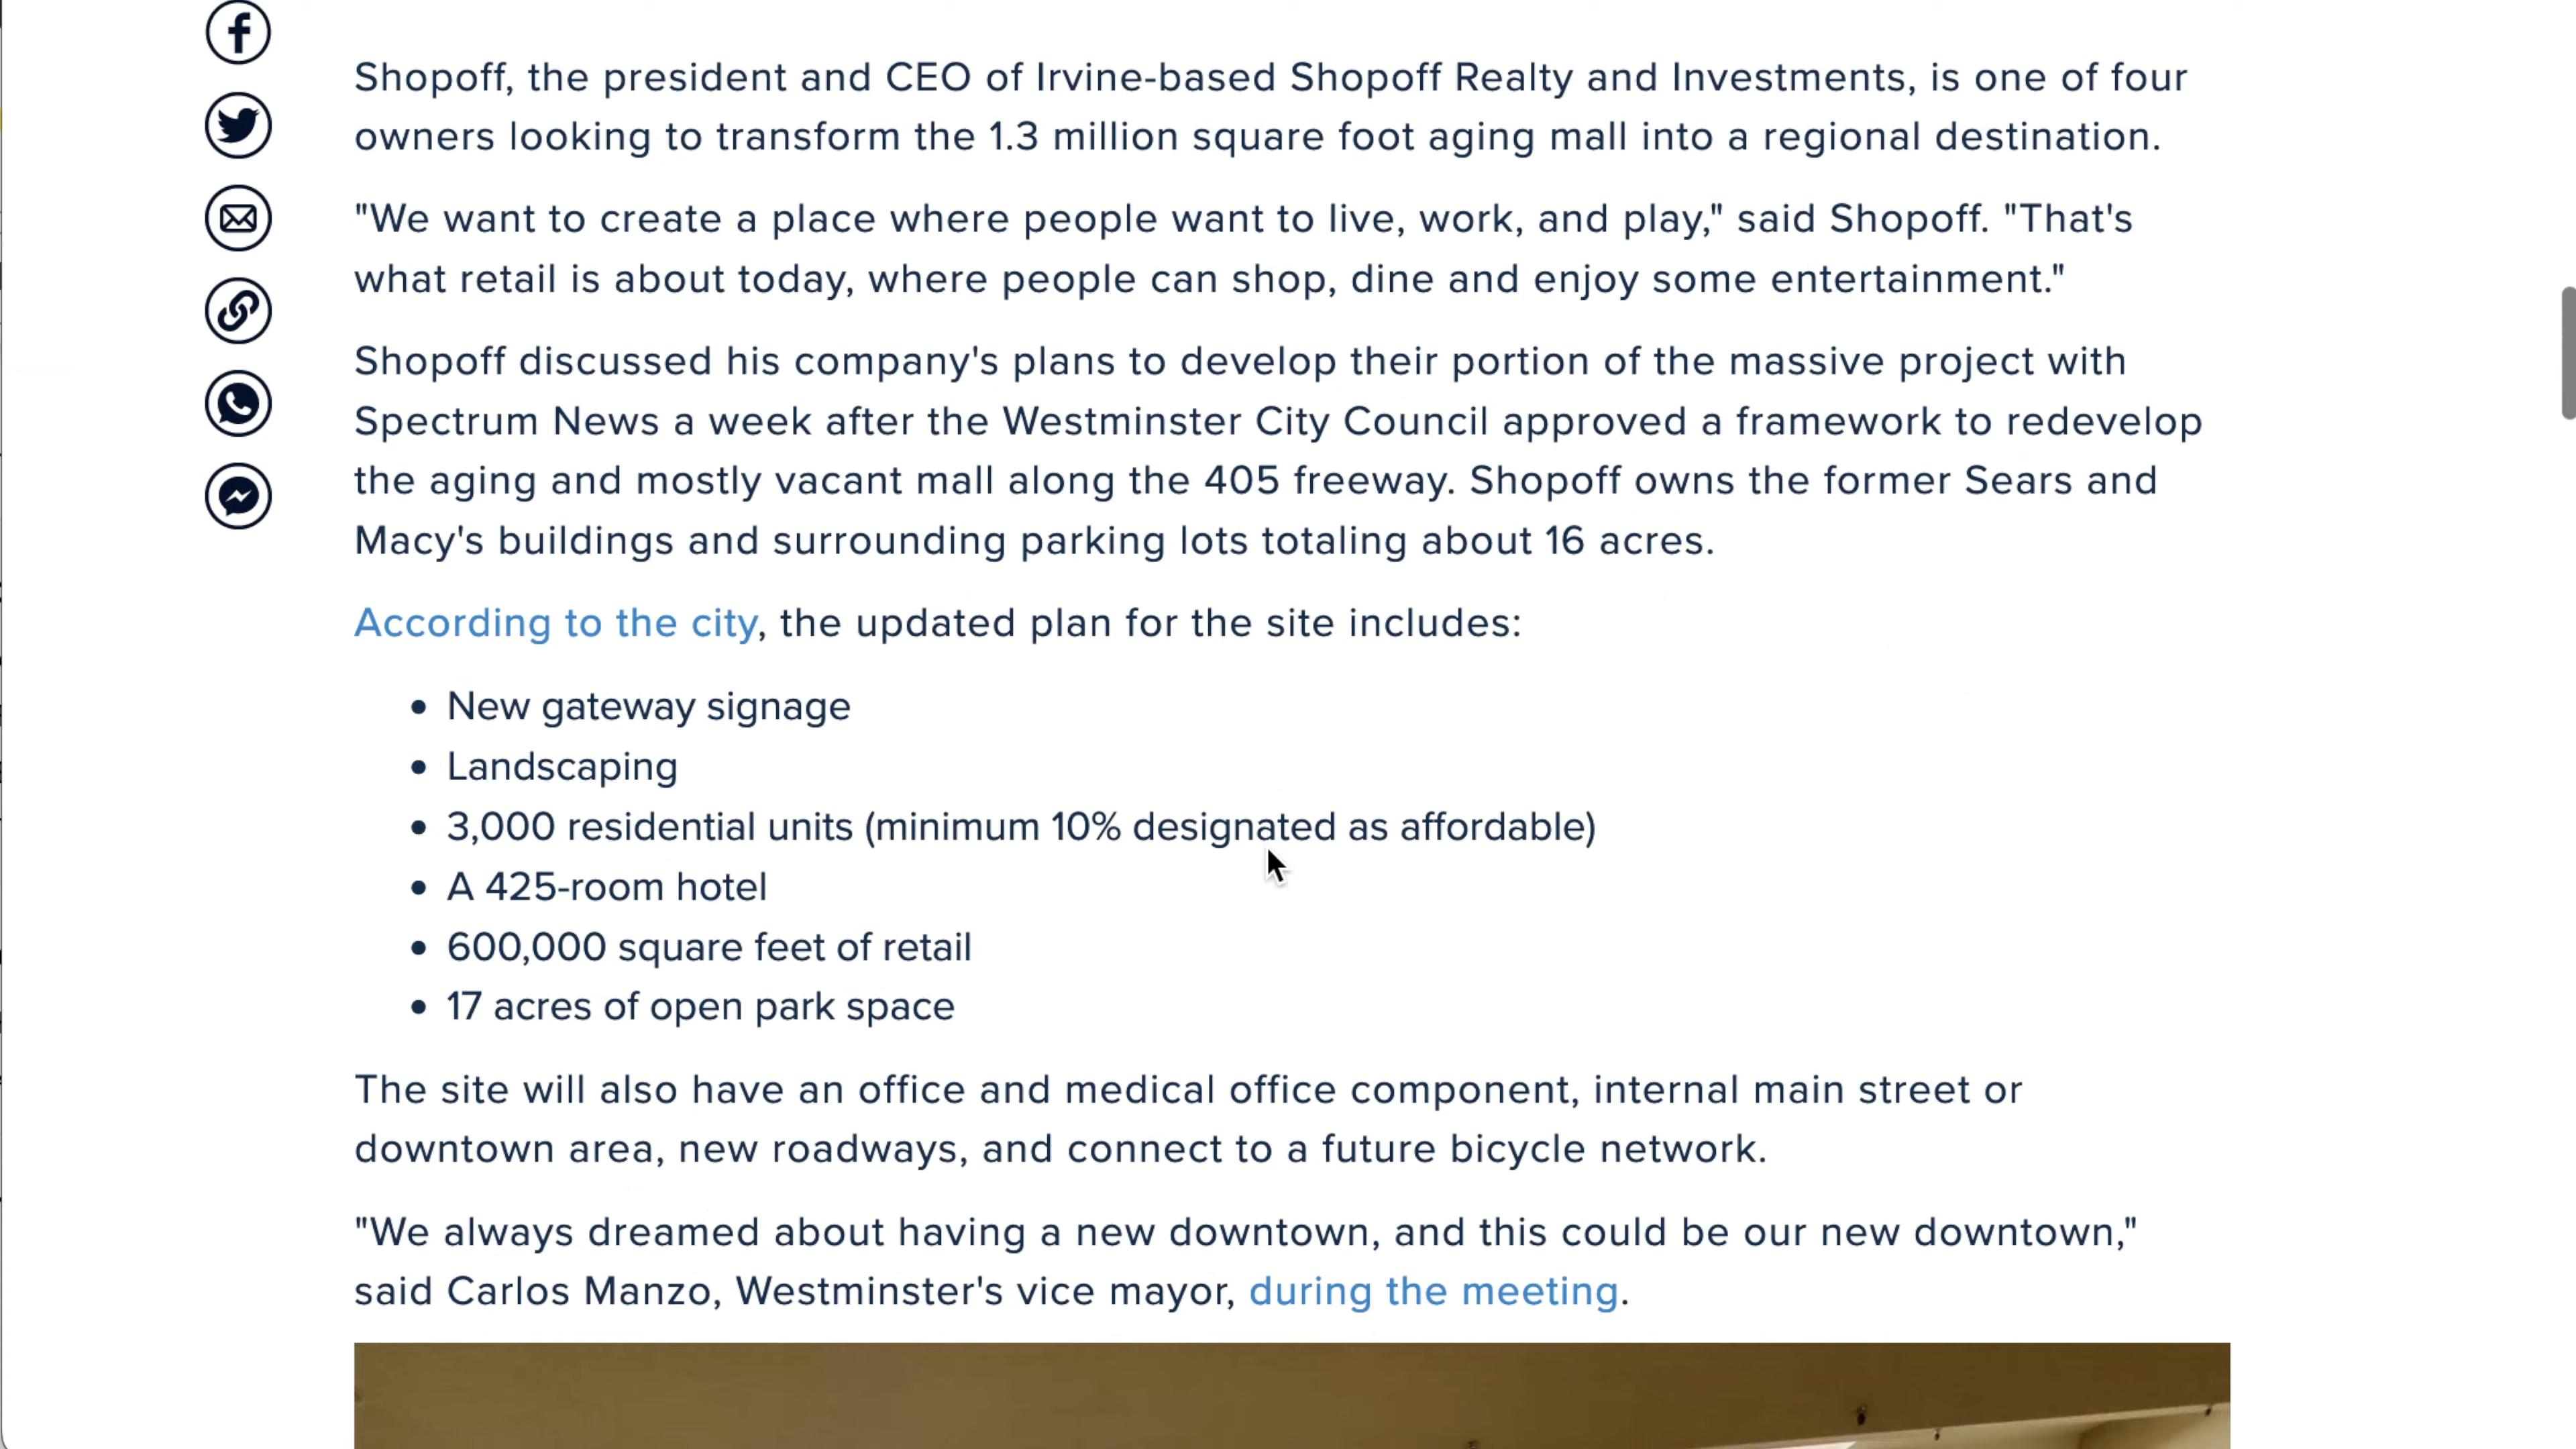 Shopoff, the president and CEO of Irvine-based Shopoff Realty and Investments, is one of four
owners looking to transform the 1.3 million square foot aging mall into a regional destination.
"We want to create a place where people want to live, work, and play," said Shopoff. "That's
what retail is about today, where people can shop, dine and enjoy some entertainment."
Shopoff discussed his company's plans to develop their portion of the massive project with
Spectrum News a week after the Westminster City Council approved a framework to redevelop
the aging and mostly vacant mall along the 405 freeway. Shopoff owns the former Sears and
Macy's buildings and surrounding parking lots totaling about 16 acres.
According to the city, the updated plan for the site includes:
• New gateway signage
• Landscaping
• 3,000 residential units (minimum 10% designated as affordable)
• A 425-room hotel
• 600,000 square feet of retail
• 17 acres of open park space
The site will also have an office and medical office component, internal main street or
downtown area, new roadways, and connect to a future bicycle network.
"We always dreamed about having a new downtown, and this could be our new downtown,"
said Carlos Manzo, Westminster's vice mayor, during the meeting.